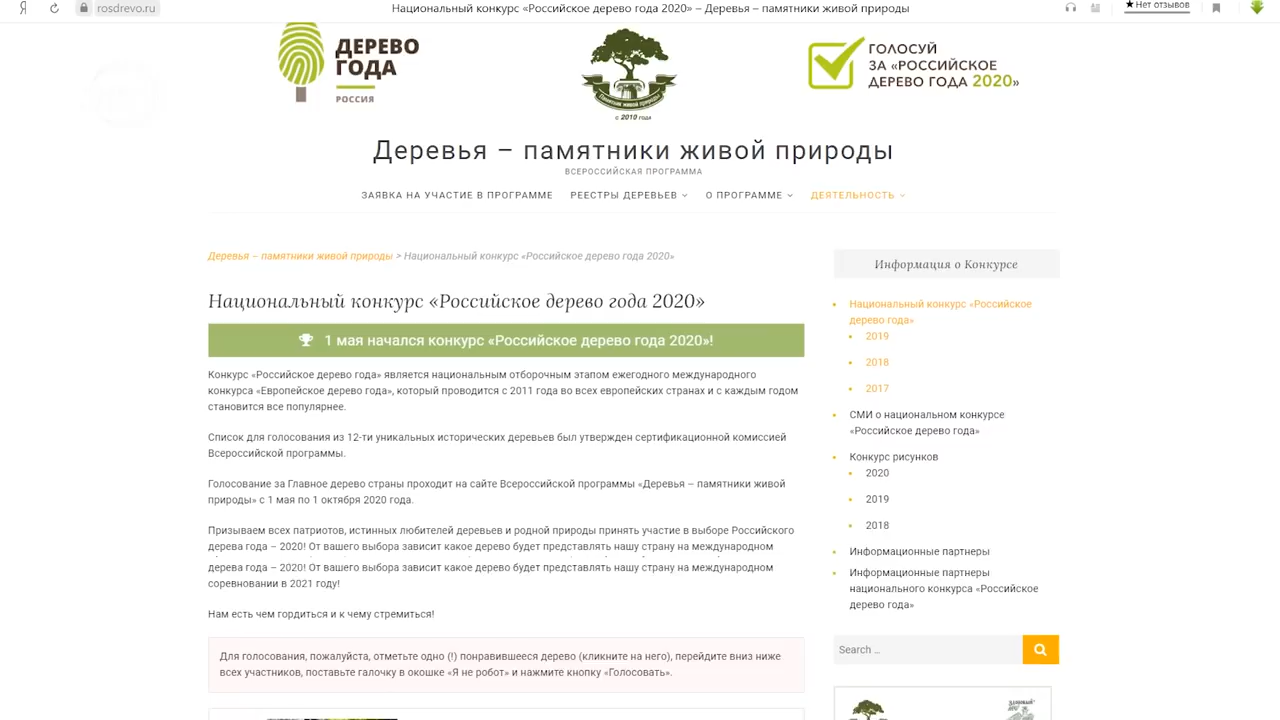 Я
rosdrevo.ru
Национальный конкурс «Российское дерево года 2020» – Деревья – памятники живой природы
★Нет отзывов
ДЕРЕВО
ГОДА
РОССИЯ
Памятник живой природы
с 2010 года
ГОЛОСУЙ
ЗА «РОССИЙСКОЕ
ДЕРЕВО ГОДА 2020»
Деревья – памятники живой природы
ВСЕРОССИЙСКАЯ ПРОГРАММА
ЗАЯВКА НА УЧАСТИЕ В ПРОГРАММЕ РЕЕСТРЫ ДЕРЕВЬЕВ О ПРОГРАММЕ ДЕЯТЕЛЬНОСТЬ
Деревья – памятники живой природы > Национальный конкурс «Российское дерево года 2020»
Национальный конкурс «Российское дерево года 2020»
1 мая начался конкурс «Российское дерево года 2020»!
Конкурс «Российское дерево года» является национальным отборочным этапом ежегодного международного
конкурса «Европейское дерево года», который проводится с 2011 года во всех европейских странах и с каждым годом
становится все популярнее.
Список для голосования из 12-ти уникальных исторических деревьев был утвержден сертификационной комиссией
Всероссийской программы.
Голосование за Главное дерево страны проходит на сайте Всероссийской программы «Деревья – памятники живой
природы» с 1 мая по 1 октября 2020 года.
Призываем всех патриотов, истинных любителей деревьев и родной природы принять участие в выборе Российского
дерева года – 2020! От вашего выбора зависит какое дерево будет представлять нашу страну на международном
дерева года – 2020! От вашего выбора зависит какое дерево будет представлять нашу страну на международном
соревновании в 2021 году!
Нам есть чем гордиться и к чему стремиться!
Для голосования, пожалуйста, отметьте одно (!) понравившееся дерево (кликните на него), перейдите вниз ниже
всех участников, поставьте галочку в окошке «Я не робот» и нажмите кнопку «Голосовать».
Информация о Конкурсе
Национальный конкурс «Российское
дерево года»
2019
2018
2017
СМИ о национальном конкурсе
«Российское дерево года»
Конкурс рисунков
2020
2019
2018
Информационные партнеры
Информационные партнеры
национального конкурса «Российское
дерево года»
Search …